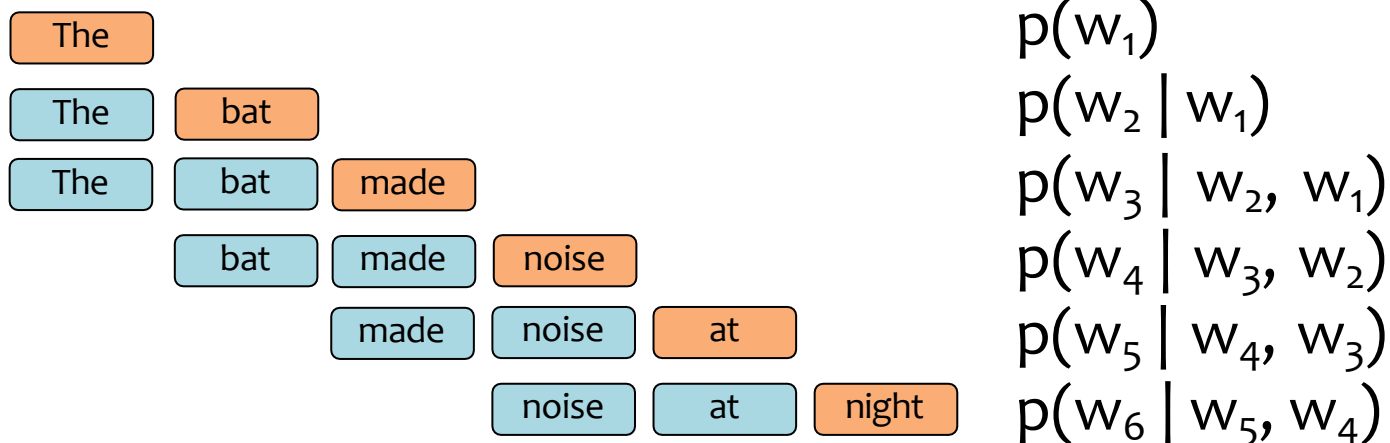 The p(w₁)
The bat p(w₂ | w₁)
The bat made p(w₃ | w₂, w₁)
bat made noise p(w₄ | w₃, w₂)
made noise at p(w₅ | w₄, w₃)
noise at night p(w₆ | w₅, w₄)